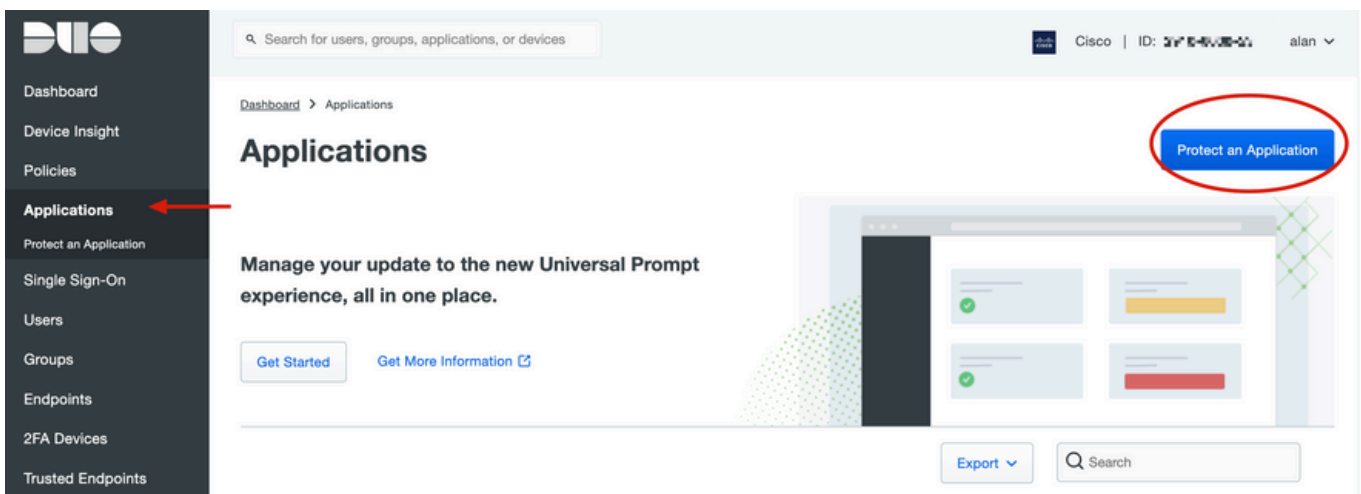 DUO
Search for users, groups, applications, or devices
Cisco | ID:
alan
Dashboard
Device Insight
Policies
Applications
Protect an Application
Single Sign-On
Users
Groups
Endpoints
2FA Devices
Trusted Endpoints
Dashboard > Applications
Applications
Protect an Application
Manage your update to the new Universal Prompt
experience, all in one place.
Get Started
Get More Information
Export
Search